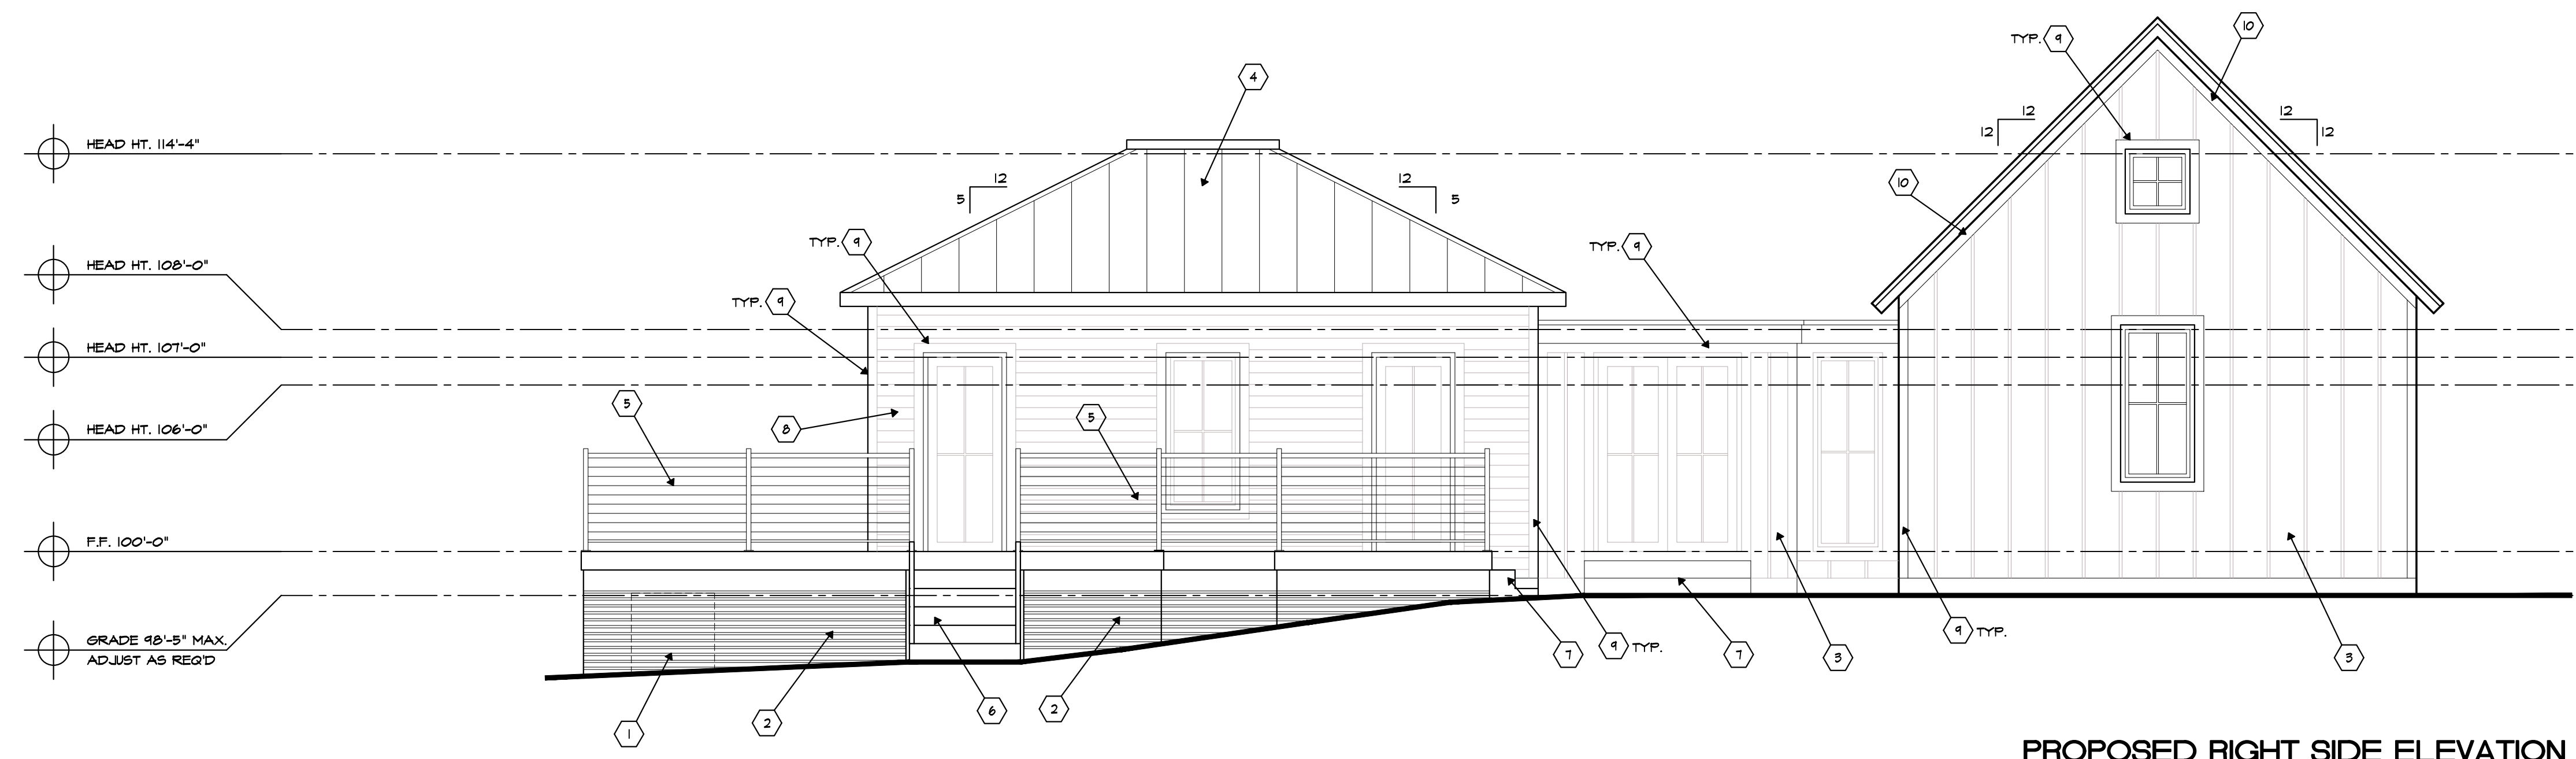 TYP. 9
10
4
HEAD HT. 114'-4"
12
12
12
12
12
5
12
5
10
TYP. 9
TYP. 9
HEAD HT. 108'-0"
TYP. 9
HEAD HT. 107'-0"
5
5
HEAD HT. 106'-0"
8
F.F. 100'-0"
GRADE 98'-5" MAX.
ADJUST AS REQ'D
9 TYP.
9 TYP.
7
7
3
3
6
2
2
1
PROPOSED RIGHT SIDE ELEVATION